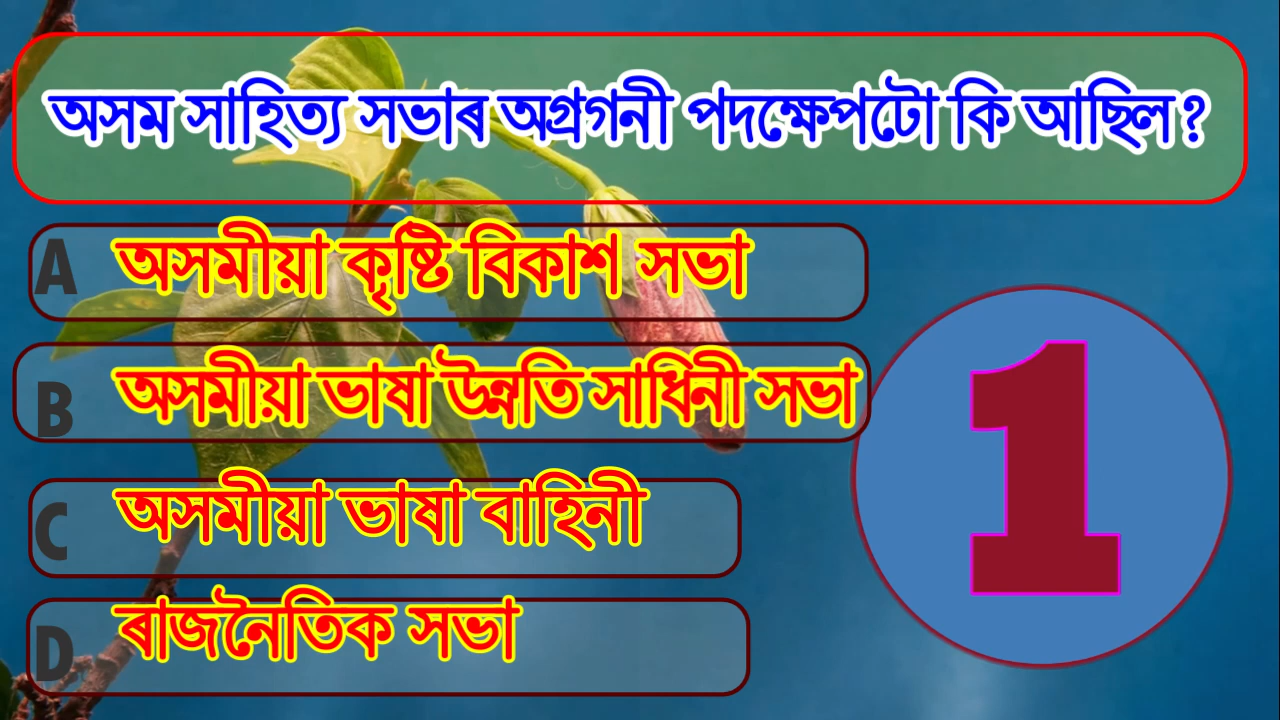 অসম সাহিত্য সভাৰ অগ্ৰগনী পদক্ষেপটো কি আছিল?
A অসমীয়া কৃষ্টি বিকাশ সভা
B অসমীয়া ভাষা উন্নতি সাধিনী সভা
1
C অসমীয়া ভাষা বাহিনী
D ৰাজনৈতিক সভা